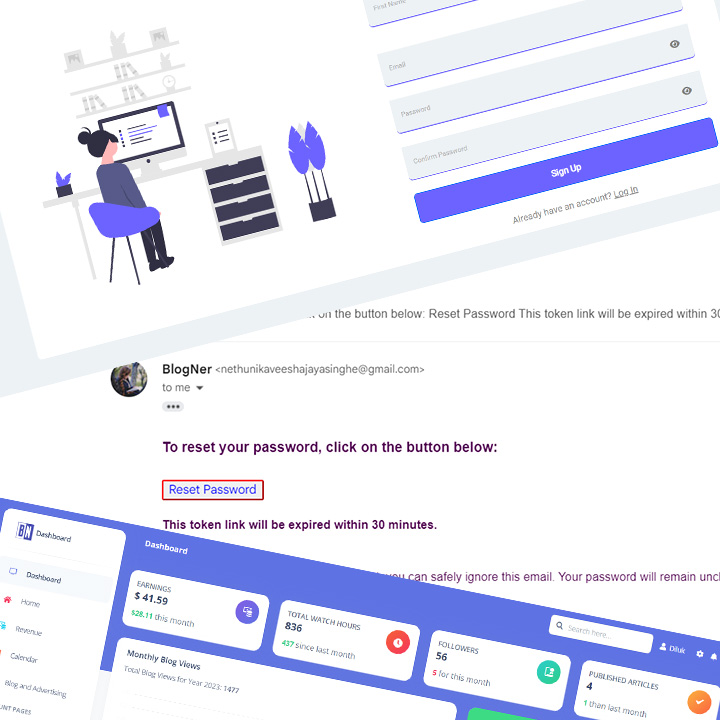 First Name
Email
Password
Confirm Password
Sign Up
Already have an account? Log In
on the button below: Reset Password This token link will be expired within 30
BlogNer <nethunikaveeshajayasinghe@gmail.com>
to me
To reset your password, click on the button below:
Reset Password
This token link will be expired within 30 minutes.
you can safely ignore this email. Your password will remain uncl
BN Dashboard
Dashboard
Search here...
Diluk
Dashboard
Home
Revenue
Calendar
Blog and Advertising
UNT PAGES
EARNINGS
$ 41.59
$28.11 this month
TOTAL WATCH HOURS
836
437 since last month
FOLLOWERS
56
5 for this month
PUBLISHED ARTICLES
4
1 than last month
Monthly Blog Views
Total Blog Views for Year 2023: 1477